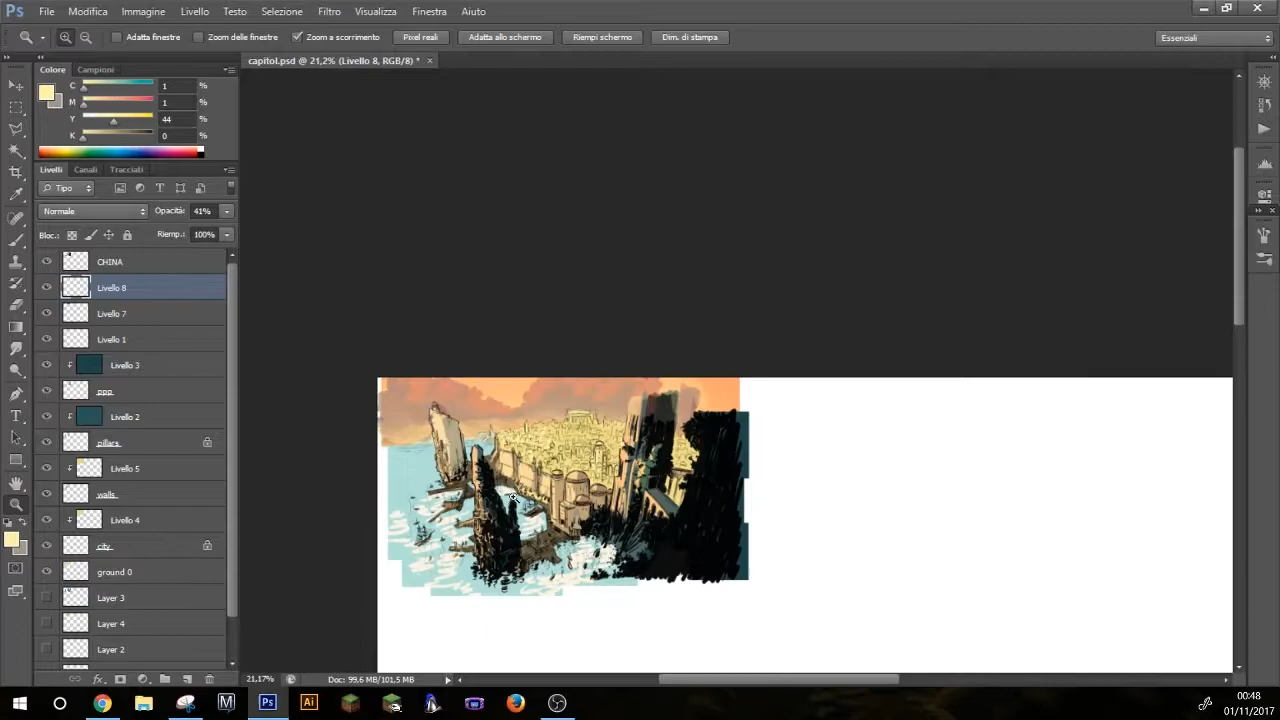 Ps File Modifica Immagine Livello Testo Selezione Filtro Visualizza Finestra Aiuto
Adatta finestre Zoom delle finestre Zoom a scorrimento Pixel reali Adatta allo schermo Riempi schermo Dim. di stampa Essenziali
capitol.psd @ 21,2% (Livello 8, RGB/8) *
Colore Campioni
C 1 %
M 1 %
Y 44 %
K 0 %
Livelli Canali Tracciati
Tipo
Normale Opacità: 41%
Bloc.: Riemp.: 100%
CHINA
Livello 8
Livello 7
Livello 1
Livello 3
ppp
Livello 2
pillars
Livello 5
walls
Livello 4
city
ground 0
Layer 3
Layer 4
Layer 2
21,17% Doc: 99,6 MB/101,5 MB
Ps Ai
00:48
01/11/2017